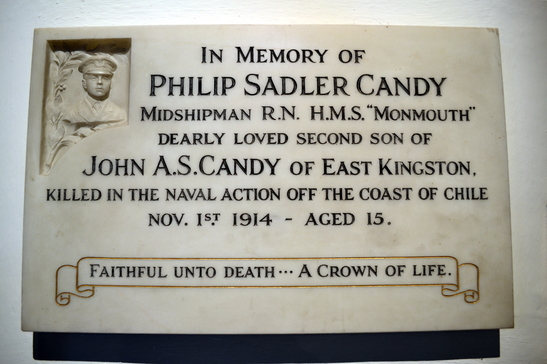 IN MEMORY OF
PHILIP SADLER CANDY
MIDSHIPMAN R.N. H.M.S. "MONMOUTH"
DEARLY LOVED SECOND SON OF
JOHN A.S. CANDY OF EAST KINGSTON,
KILLED IN THE NAVAL ACTION OFF THE COAST OF CHILE
NOV. 1ST. 1914 - AGED 15.
FAITHFUL UNTO DEATH... A CROWN OF LIFE.